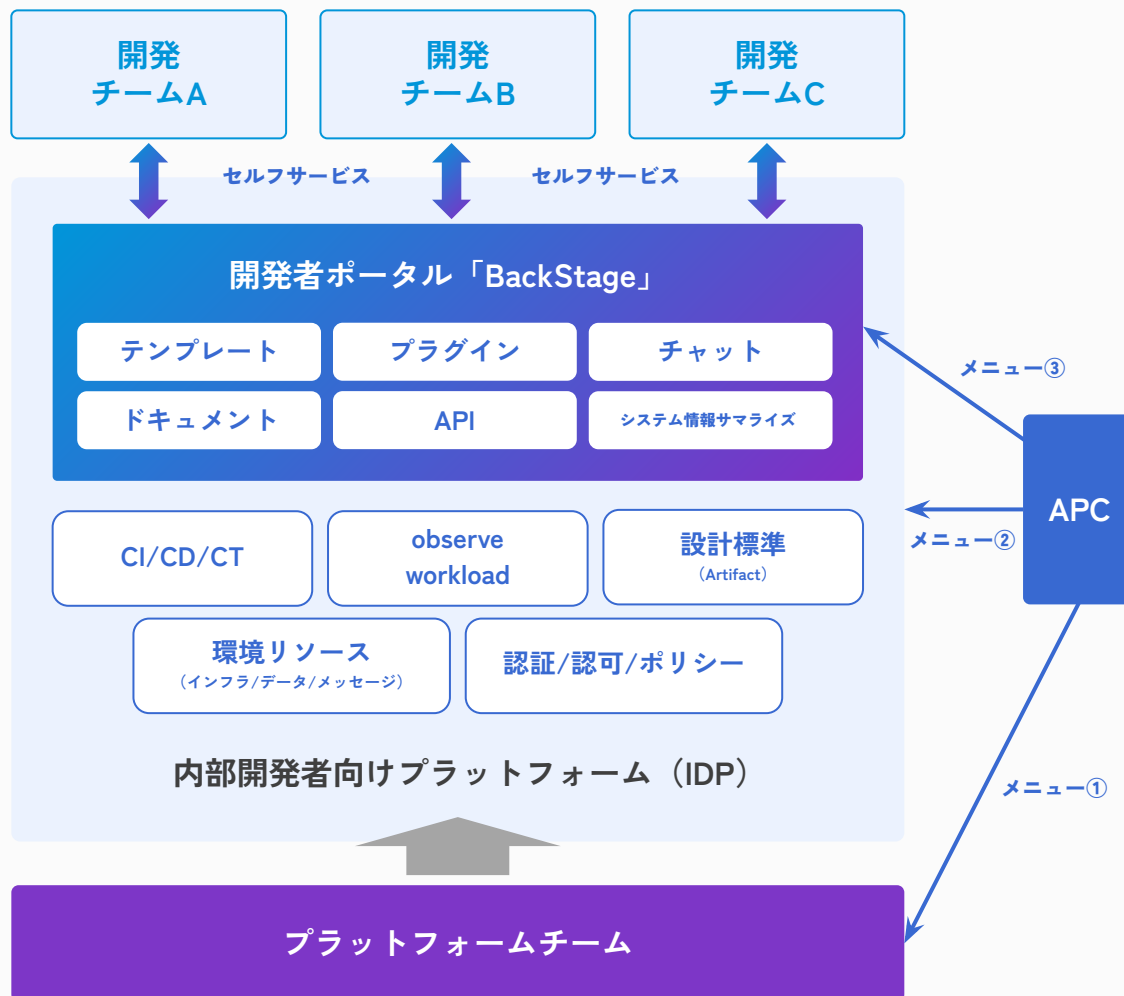 開発
チームA
開発
チームB
開発
チームC
セルフサービス
セルフサービス
開発者ポータル「BackStage」
テンプレート
プラグイン
チャット
ドキュメント
API
システム情報サマライズ
メニュー③
APC
メニュー②
CI/CD/CT
observe
workload
設計標準
（Artifact）
環境リソース
（インフラ/データ/メッセージ）
認証/認可/ポリシー
内部開発者向けプラットフォーム（IDP）
メニュー①
プラットフォームチーム